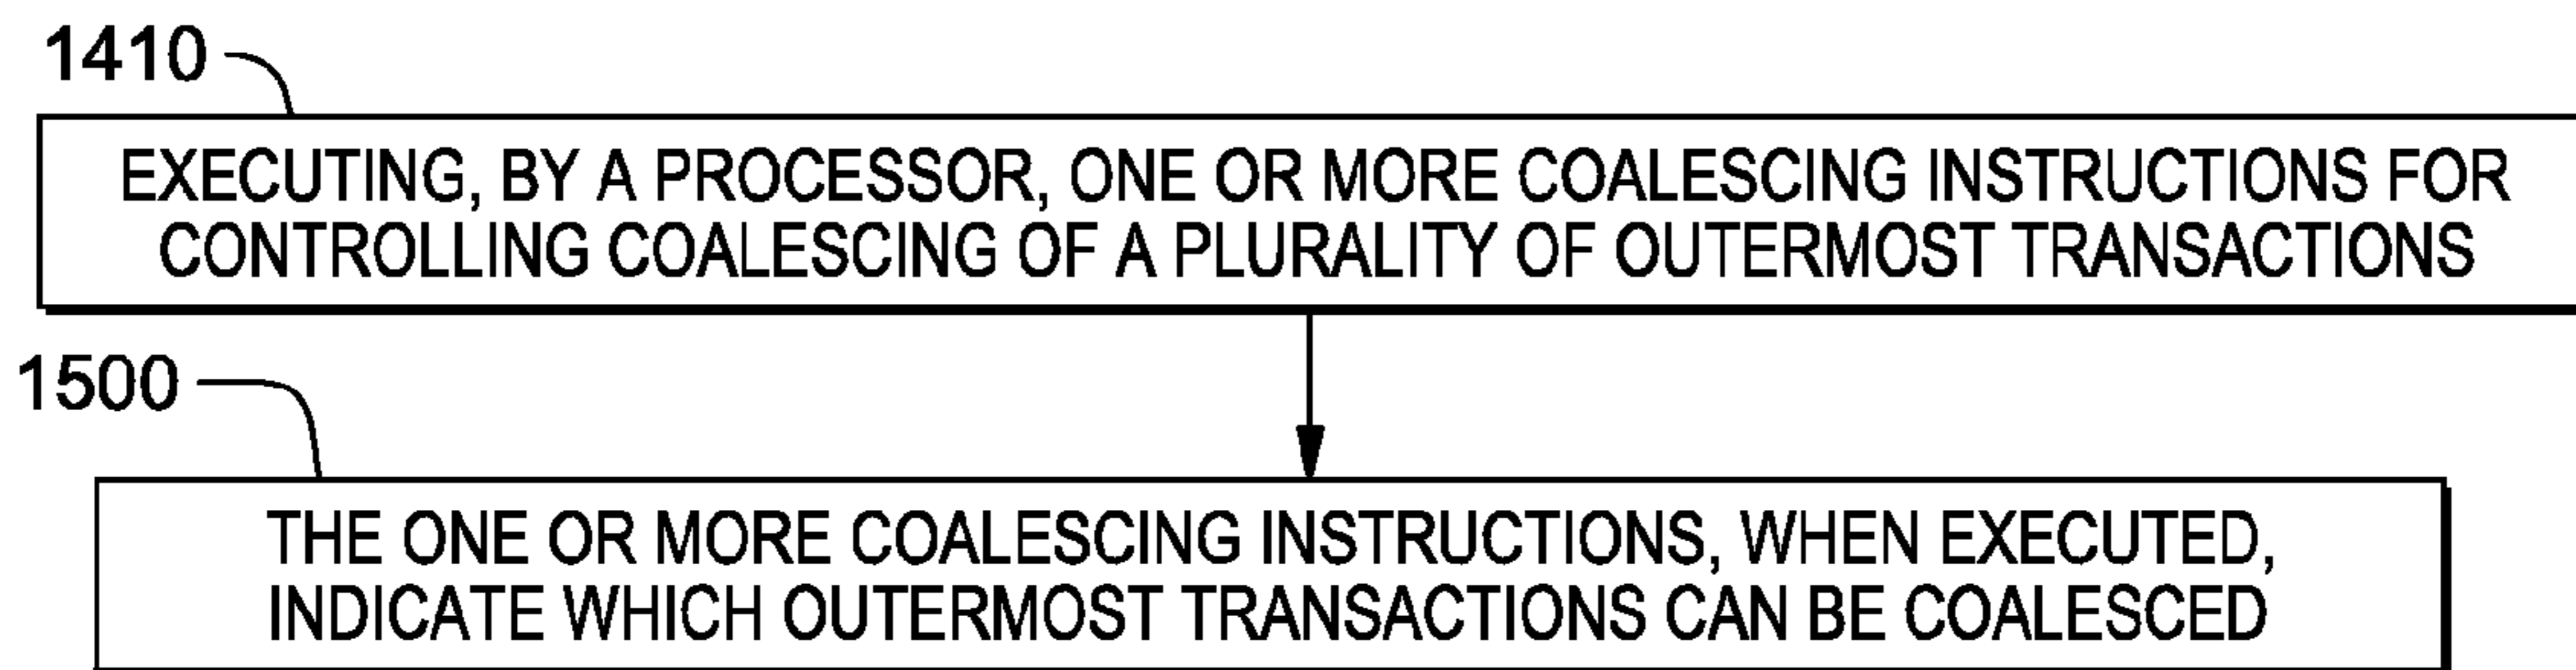 1410
EXECUTING, BY A PROCESSOR, ONE OR MORE COALESCING INSTRUCTIONS FOR
CONTROLLING COALESCING OF A PLURALITY OF OUTERMOST TRANSACTIONS
1500
THE ONE OR MORE COALESCING INSTRUCTIONS, WHEN EXECUTED,
INDICATE WHICH OUTERMOST TRANSACTIONS CAN BE COALESCED